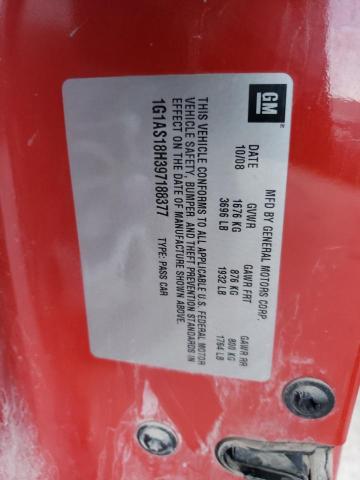 GM
MFD BY GENERAL MOTORS CORP.
DATE GVWR GAWR FRT GAWR RR
10/08 1676 KG 876 KG 800 KG
3696 LB 1932 LB 1764 LB
THIS VEHICLE CONFORMS TO ALL APPLICABLE U.S. FEDERAL MOTOR
VEHICLE SAFETY, BUMPER AND THEFT PREVENTION STANDARDS IN
EFFECT ON THE DATE OF MANUFACTURE SHOWN ABOVE.
1G1AS18H397188377 TYPE: PASS CAR